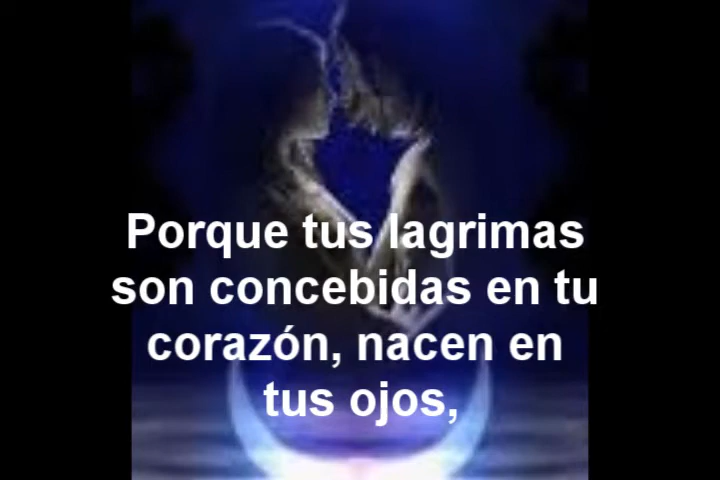 Porque tus lagrimas
son concebidas en tu
corazón, nacen en
tus ojos,